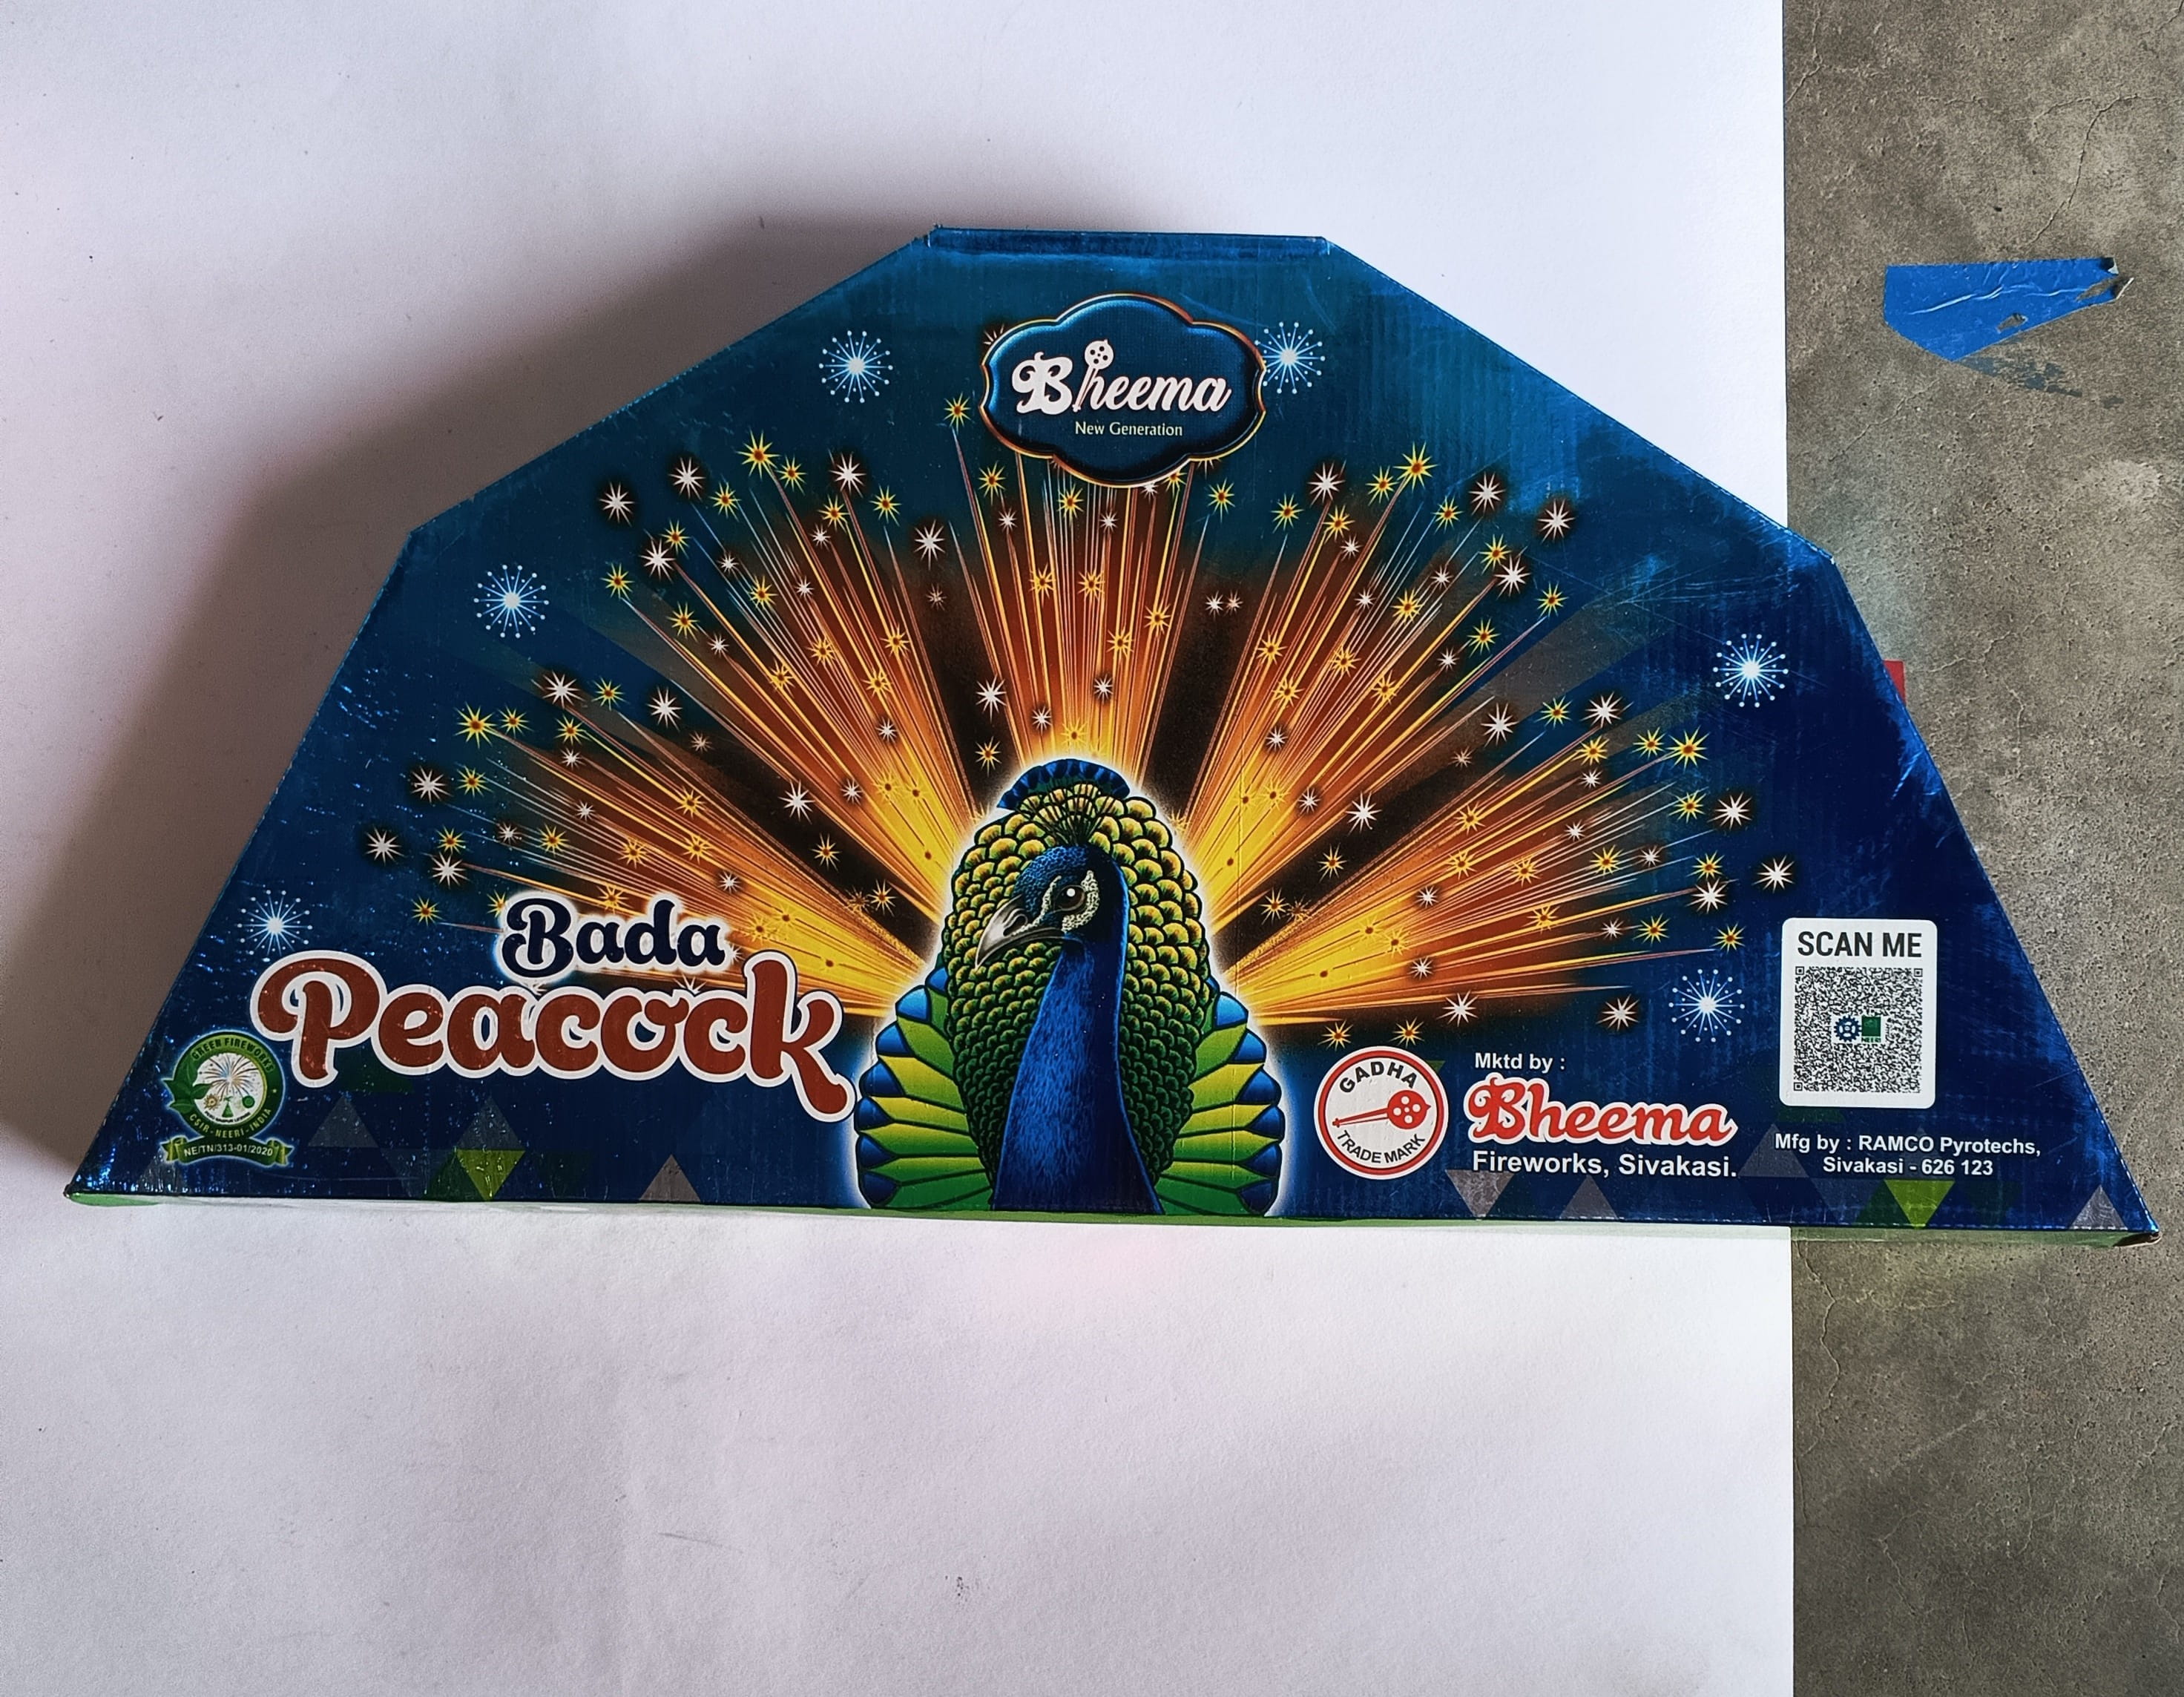 Bheema
New Generation
Bada
Peacock
GREEN FIREWORKS
CSIR - NEERI - INDIA
NE/TN/313-01/2020
GADHA
TRADE MARK
Mktd by :
Bheema
Fireworks, Sivakasi.
SCAN ME
Mfg by : RAMCO Pyrotechs,
Sivakasi - 626 123